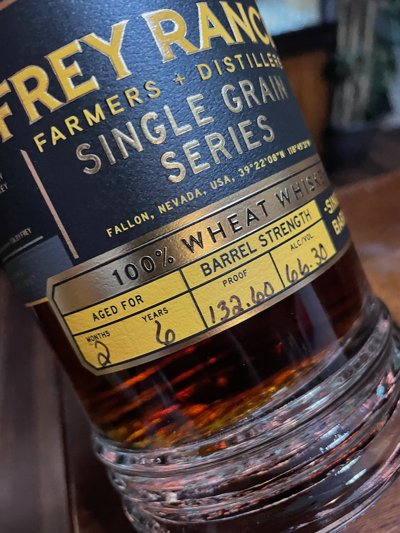 FREY RANCH
FARMERS + DISTILLERS
SINGLE GRAIN
SERIES
FALLON, NEVADA, USA, 39°22'08"N
100% WHEAT WHISKEY
BARREL STRENGTH
AGED FOR
MONTHS YEARS PROOF ALC/VOL.
2 6 132.60 66.30